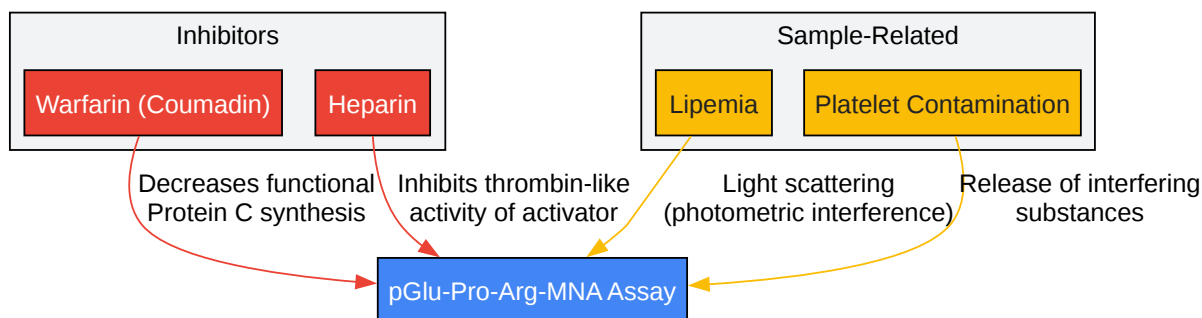 Inhibitors
Sample-Related
Warfarin (Coumadin)
Heparin
Lipemia
Platelet Contamination
Decreases functional
Protein C synthesis
Inhibits thrombin-like
activity of activator
Light scattering
(photometric interference)
Release of interfering
substances
pGlu-Pro-Arg-MNA Assay